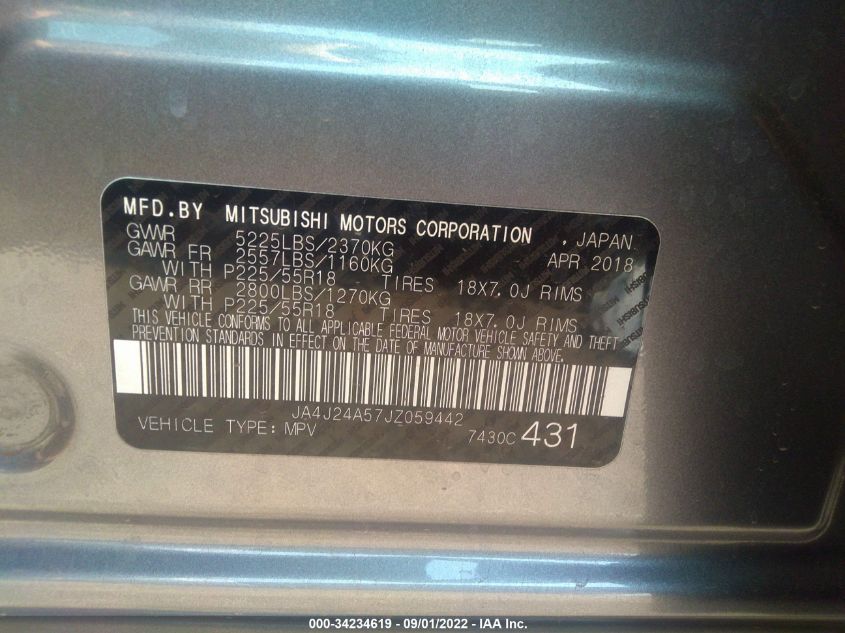 MFD.BY MITSUBISHI MOTORS CORPORATION , JAPAN
GVWR 5225LBS/2370KG APR 2018
GAWR FR 2557LBS/1160KG
WITH P225/55R18 TIRES 18X7.0J RIMS
GAWR RR 2800LBS/1270KG
WITH P225/55R18 TIRES 18X7.0J RIMS
THIS VEHICLE CONFORMS TO ALL APPLICABLE FEDERAL MOTOR VEHICLE SAFETY AND THEFT
PREVENTION STANDARDS IN EFFECT ON THE DATE OF MANUFACTURE SHOWN ABOVE.
JA4J24A57JZ059442
VEHICLE TYPE: MPV 7430C 431
000-34234619 / 09/01/2022 - IAA Inc.